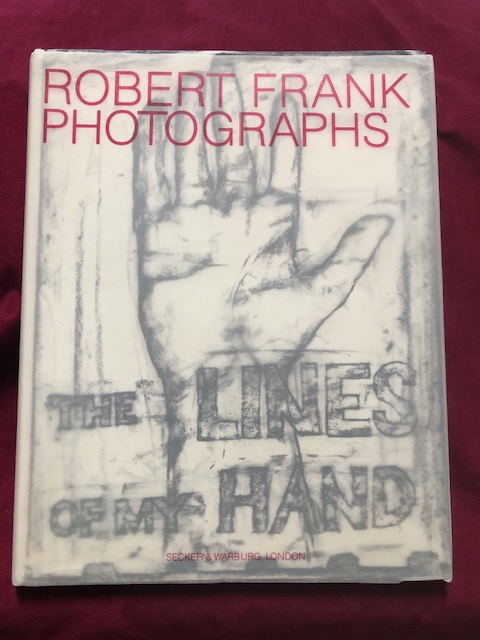 ROBERT FRANK
PHOTOGRAPHS
THE LINES
OF MY HAND
SECKER & WARBURG, LONDON